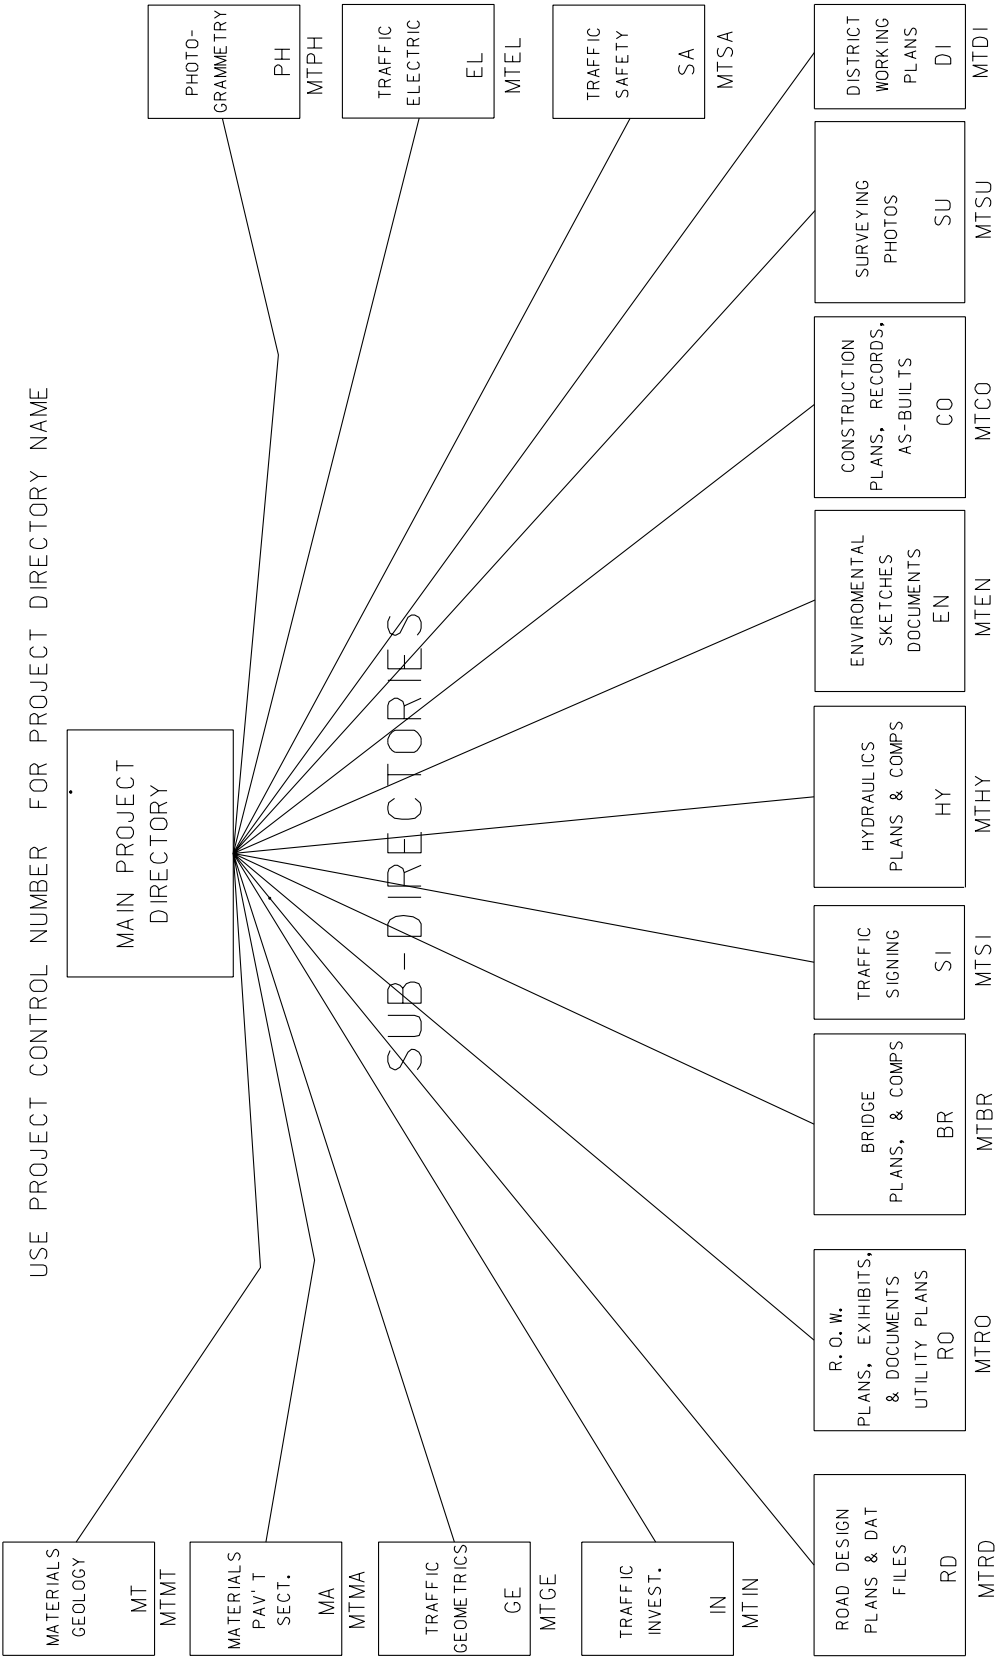 USE PROJECT CONTROL NUMBER FOR PROJECT DIRECTORY NAME
MAIN PROJECT
DIRECTORY
SUB-DIRECTORIES
MATERIALS
GEOLOGY
MT
MTMT
MATERIALS
PAV'T
SECT.
MA
MTMA
TRAFFIC
GEOMETRICS
GE
MTGE
TRAFFIC
INVEST.
IN
MTIN
PHOTO-
GRAMMETRY
PH
MTPH
TRAFFIC
ELECTRIC
EL
MTEL
TRAFFIC
SAFETY
SA
MTSA
ROAD DESIGN
PLANS & DAT
FILES
RD
MTRD
R.O.W.
PLANS, EXHIBITS,
& DOCUMENTS
UTILITY PLANS
RO
MTRO
BRIDGE
PLANS, & COMPS
BR
MTBR
TRAFFIC
SIGNING
SI
MTSI
HYDRAULICS
PLANS & COMPS
HY
MTHY
ENVIROMENTAL
SKETCHES
DOCUMENTS
EN
MTEN
CONSTRUCTION
PLANS, RECORDS,
AS-BUILTS
CO
MTCO
SURVEYING
PHOTOS
SU
MTSU
DISTRICT
WORKING
PLANS
DI
MTDI